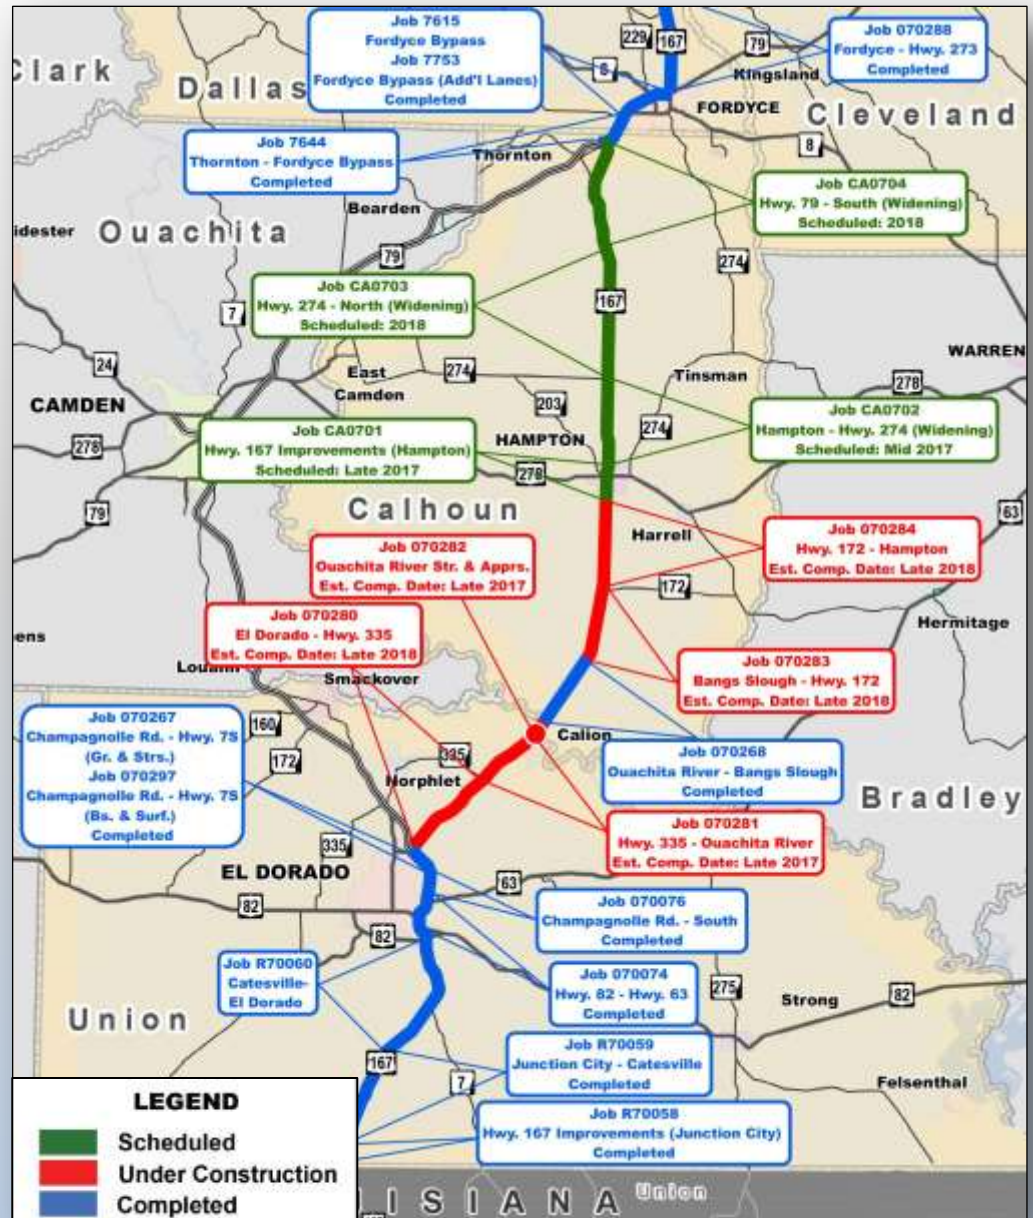 Job 7615
Fordyce Bypass
Job 7753
Fordyce Bypass (Add'l Lanes)
Completed
229
167
79
Job 070288
Fordyce - Hwy. 273
Completed
Clark
Dallas
8
Kingsland
FORDYCE
Cleveland
Job 7644
Thornton - Fordyce Bypass
Completed
Thornton
8
Job CA0704
Hwy. 79 - South (Widening)
Scheduled: 2018
Bearden
idester
Ouachita
79
274
Job CA0703
Hwy. 274 - North (Widening)
Scheduled: 2018
7
167
24
East
Camden
274
Tinsman
WARREN
278
CAMDEN
203
274
Job CA0702
Hampton - Hwy. 274 (Widening)
Scheduled: Mid 2017
278
Job CA0701
Hwy. 167 Improvements (Hampton)
Scheduled: Late 2017
HAMPTON
278
79
Calhoun
63
Harrell
Job 070284
Hwy. 172 - Hampton
Est. Comp. Date: Late 2018
Job 070282
Ouachita River Str. & Apprs.
Est. Comp. Date: Late 2017
172
Job 070280
El Dorado - Hwy. 335
Est. Comp. Date: Late 2018
Hermitage
ens
Louann
Smackover
Job 070283
Bangs Slough - Hwy. 172
Est. Comp. Date: Late 2018
Job 070267
Champagnolle Rd. - Hwy. 7S
(Gr. & Strs.)
Job 070297
Champagnolle Rd. - Hwy. 7S
(Bs. & Surf.)
Completed
160
172
335
Calion
Norphlet
Job 070268
Ouachita River - Bangs Slough
Completed
Bradley
Job 070281
Hwy. 335 - Ouachita River
Est. Comp. Date: Late 2017
335
EL DORADO
63
82
Job 070076
Champagnolle Rd. - South
Completed
82
Job R70060
Catesville-
El Dorado
Job 070074
Hwy. 82 - Hwy. 63
Completed
275
Strong
82
Union
Job R70059
Junction City - Catesville
Completed
167
7
Felsenthal
Job R70058
Hwy. 167 Improvements (Junction City)
Completed
LEGEND
Scheduled
Under Construction
Completed
ISIANA
Union